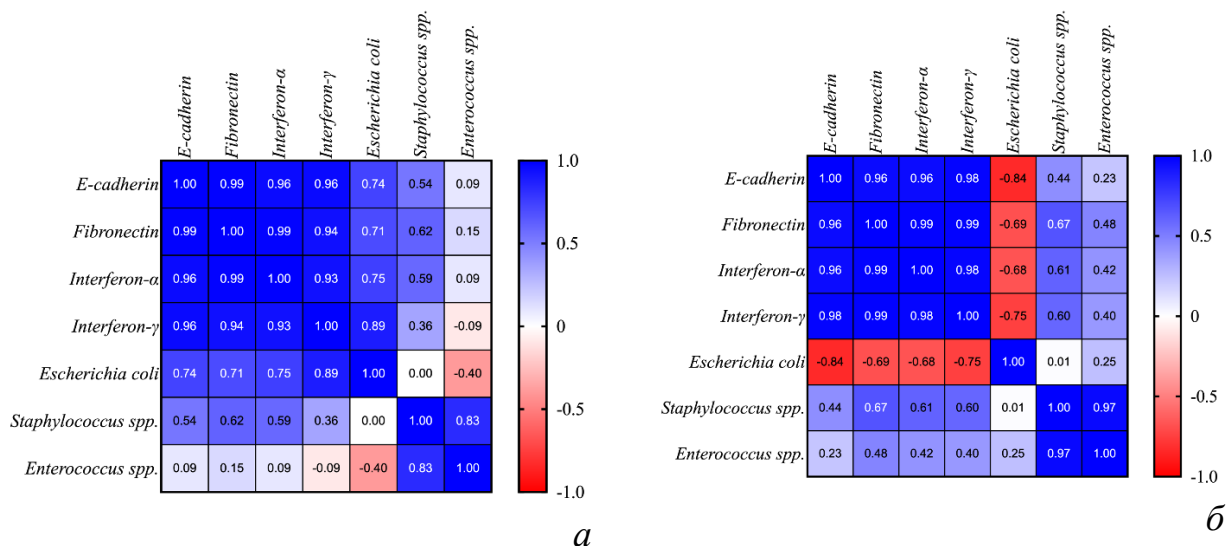 E-cadherin Fibronectin Interferon-α Interferon-γ Escherichia coli Staphylococcus spp. Enterococcus spp.
E-cadherin 1.00 0.99 0.96 0.96 0.74 0.54 0.09
Fibronectin 0.99 1.00 0.99 0.94 0.71 0.62 0.15
Interferon-α 0.96 0.99 1.00 0.93 0.75 0.59 0.09
Interferon-γ 0.96 0.94 0.93 1.00 0.89 0.36 -0.09
Escherichia coli 0.74 0.71 0.75 0.89 1.00 0.00 -0.40
Staphylococcus spp. 0.54 0.62 0.59 0.36 0.00 1.00 0.83
Enterococcus spp. 0.09 0.15 0.09 -0.09 -0.40 0.83 1.00
1.0
0.5
0
-0.5
-1.0
а
E-cadherin Fibronectin Interferon-α Interferon-γ Escherichia coli Staphylococcus spp. Enterococcus spp.
E-cadherin 1.00 0.96 0.96 0.98 -0.84 0.44 0.23
Fibronectin 0.96 1.00 0.99 0.99 -0.69 0.67 0.48
Interferon-α 0.96 0.99 1.00 0.98 -0.68 0.61 0.42
Interferon-γ 0.98 0.99 0.98 1.00 -0.75 0.60 0.40
Escherichia coli -0.84 -0.69 -0.68 -0.75 1.00 0.01 0.25
Staphylococcus spp. 0.44 0.67 0.61 0.60 0.01 1.00 0.97
Enterococcus spp. 0.23 0.48 0.42 0.40 0.25 0.97 1.00
1.0
0.5
0
-0.5
-1.0
б